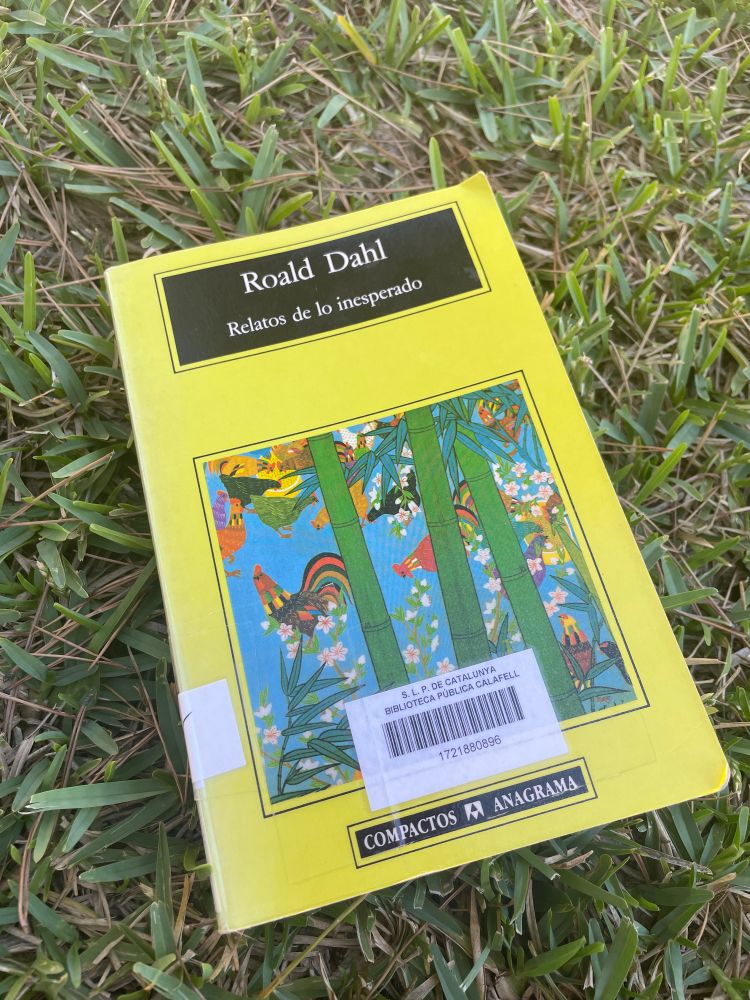 Roald Dahl
Relatos de lo inesperado
S. L. P. DE CATALUNYA
BIBLIOTECA PÚBLICA CALAFELL
1721880896
COMPACTOS ANAGRAMA